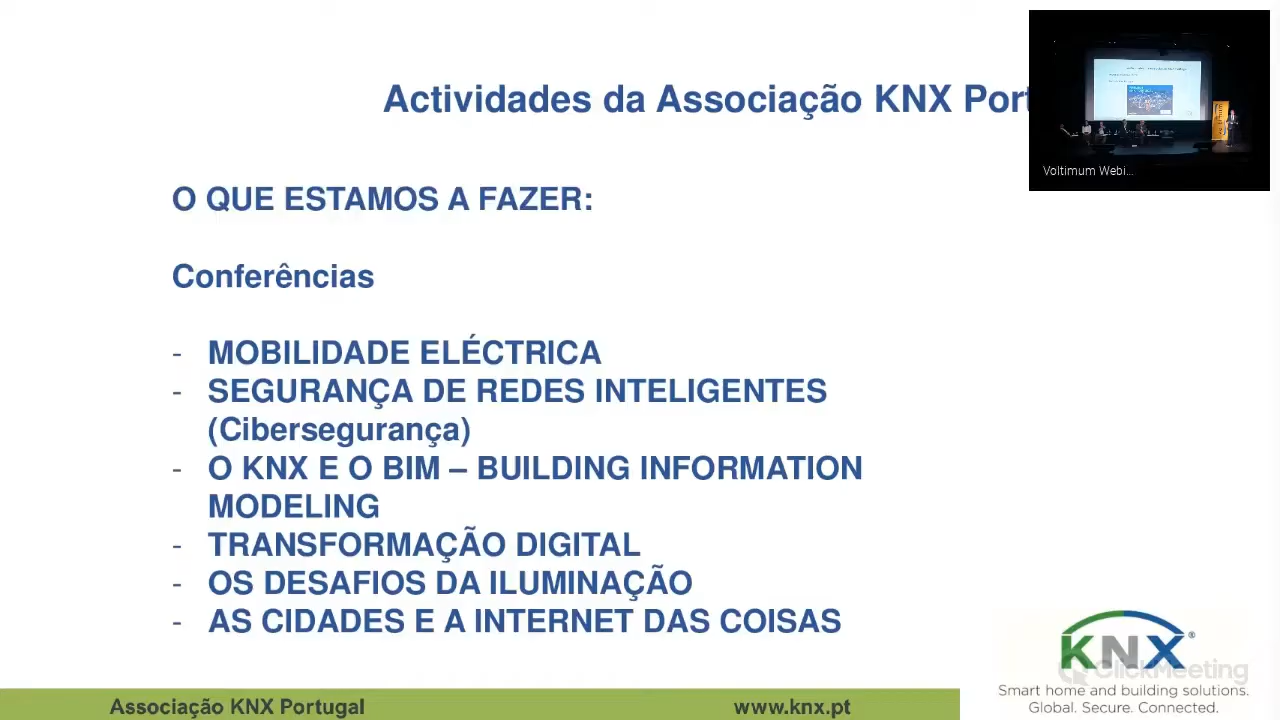 Actividades da Associação KNX Port
Voltimum Webi...
O QUE ESTAMOS A FAZER:
Conferências
- MOBILIDADE ELÉCTRICA
- SEGURANÇA DE REDES INTELIGENTES
(Cibersegurança)
- O KNX E O BIM – BUILDING INFORMATION
MODELING
- TRANSFORMAÇÃO DIGITAL
- OS DESAFIOS DA ILUMINAÇÃO
- AS CIDADES E A INTERNET DAS COISAS
KNX®
ClickMeeting
Smart home and building solutions.
Global. Secure. Connected.
Associação KNX Portugal www.knx.pt